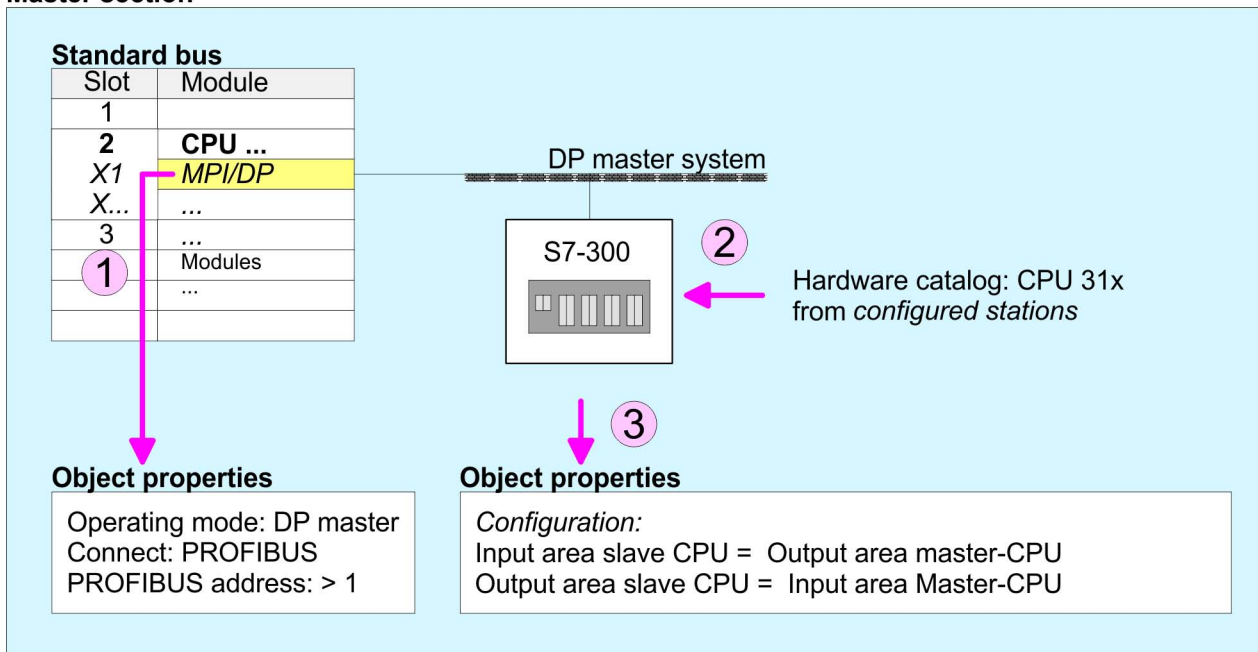 Standard bus
Slot Module
1
2 CPU ...
X1 MPI/DP
X... ...
3 ...
Modules
...
DP master system
S7-300
1
2
Hardware catalog: CPU 31x
from configured stations
3
Object properties
Operating mode: DP master
Connect: PROFIBUS
PROFIBUS address: > 1
Object properties
Configuration:
Input area slave CPU = Output area master-CPU
Output area slave CPU = Input area Master-CPU